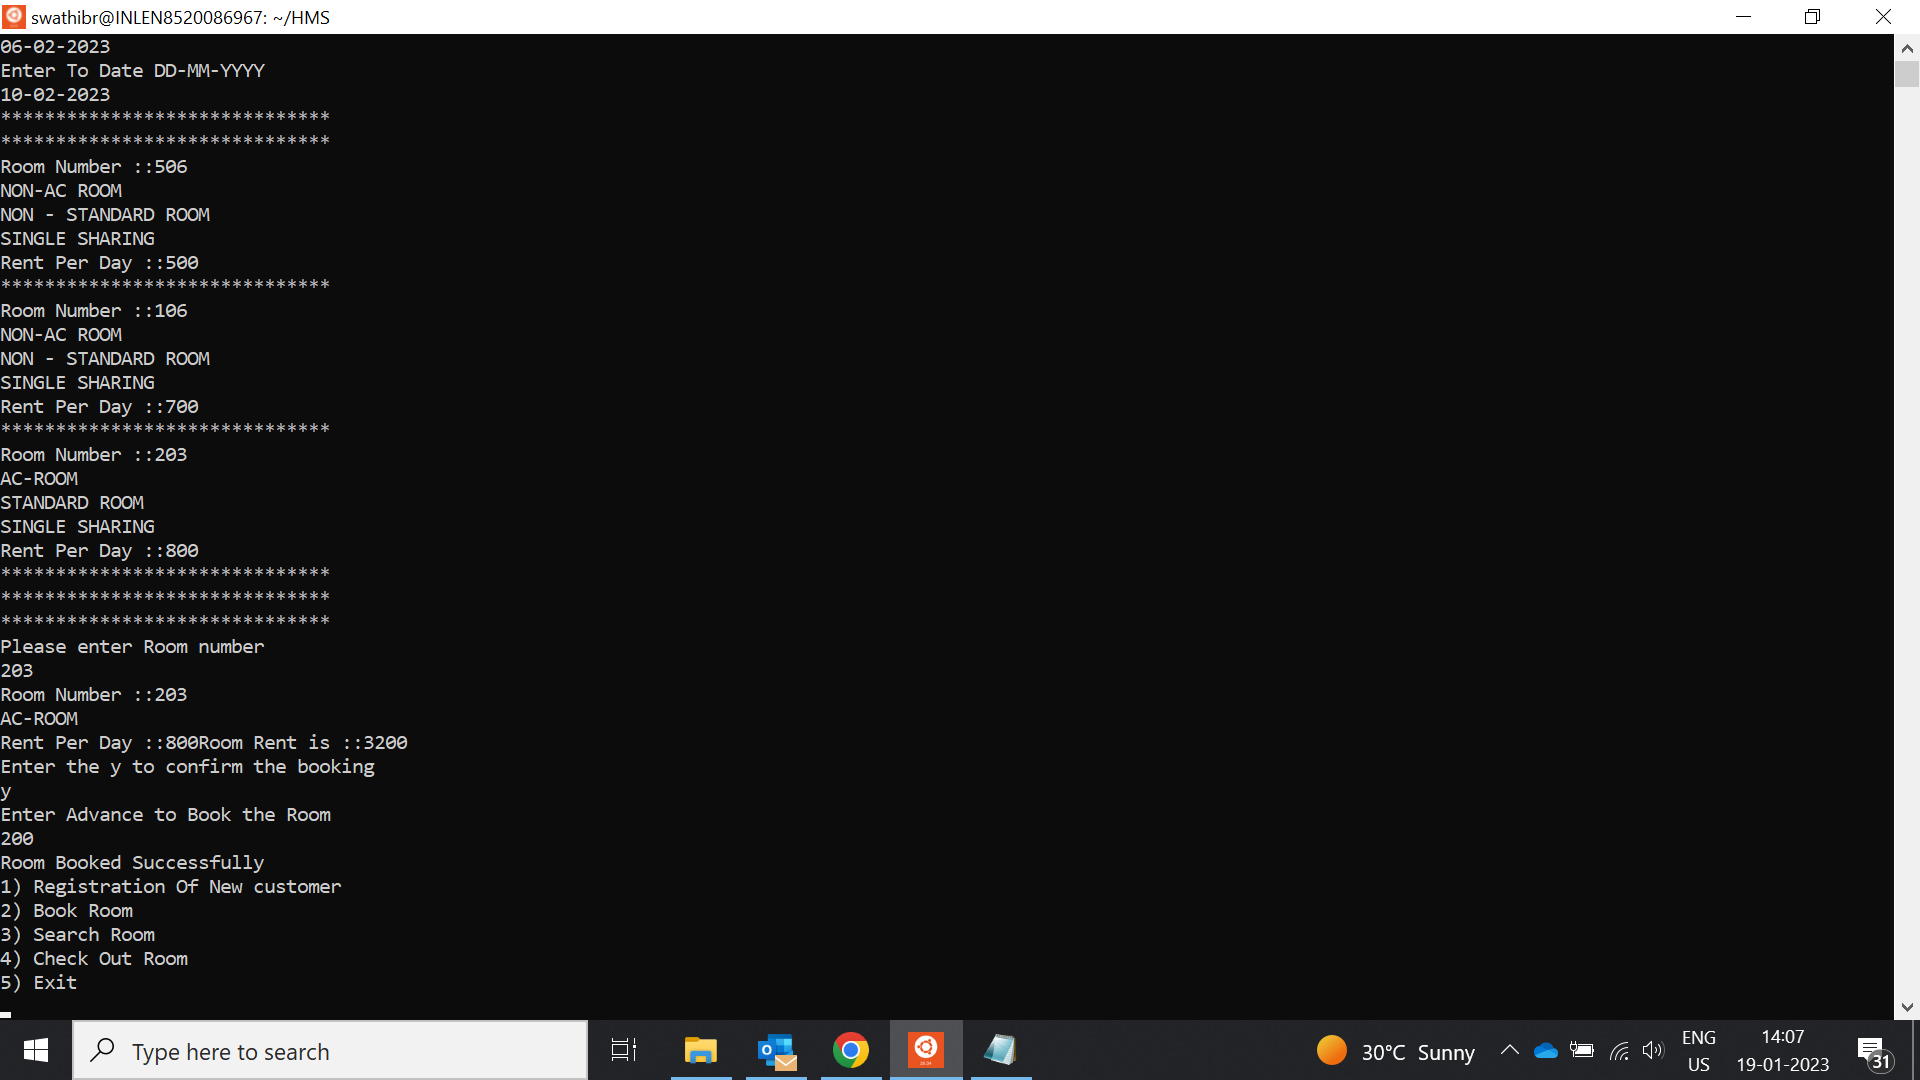 swathibr@INLEN8520086967: ~/HMS
06-02-2023
Enter To Date DD-MM-YYYY
10-02-2023
******************************
******************************
Room Number ::506
NON-AC ROOM
NON - STANDARD ROOM
SINGLE SHARING
Rent Per Day ::500
******************************
Room Number ::106
NON-AC ROOM
NON - STANDARD ROOM
SINGLE SHARING
Rent Per Day ::700
******************************
Room Number ::203
AC-ROOM
STANDARD ROOM
SINGLE SHARING
Rent Per Day ::800
******************************
******************************
******************************
Please enter Room number
203
Room Number ::203
AC-ROOM
Rent Per Day ::800Room Rent is ::3200
Enter the y to confirm the booking
y
Enter Advance to Book the Room
200
Room Booked Successfully
1) Registration Of New customer
2) Book Room
3) Search Room
4) Check Out Room
5) Exit
Type here to search
30°C Sunny
ENG
US
14:07
19-01-2023
31